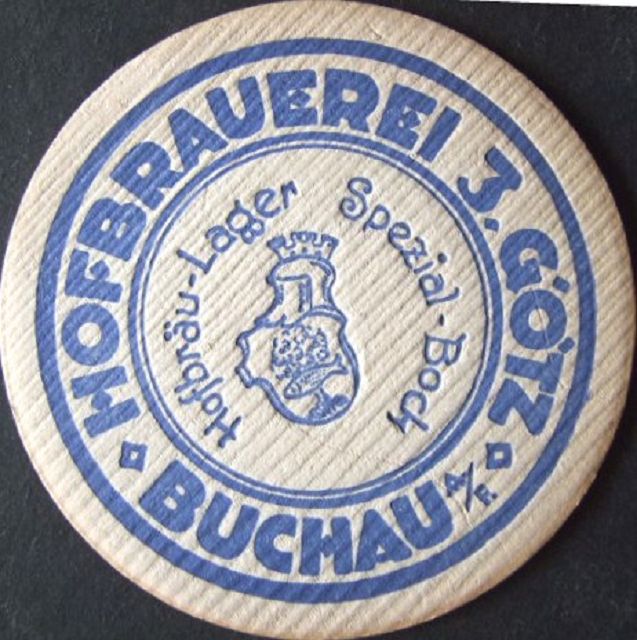 HOFBRAUEREI J. GÖTZ
BUCHAU A/F.
Hofbräu-Lager
Spezial-Bock